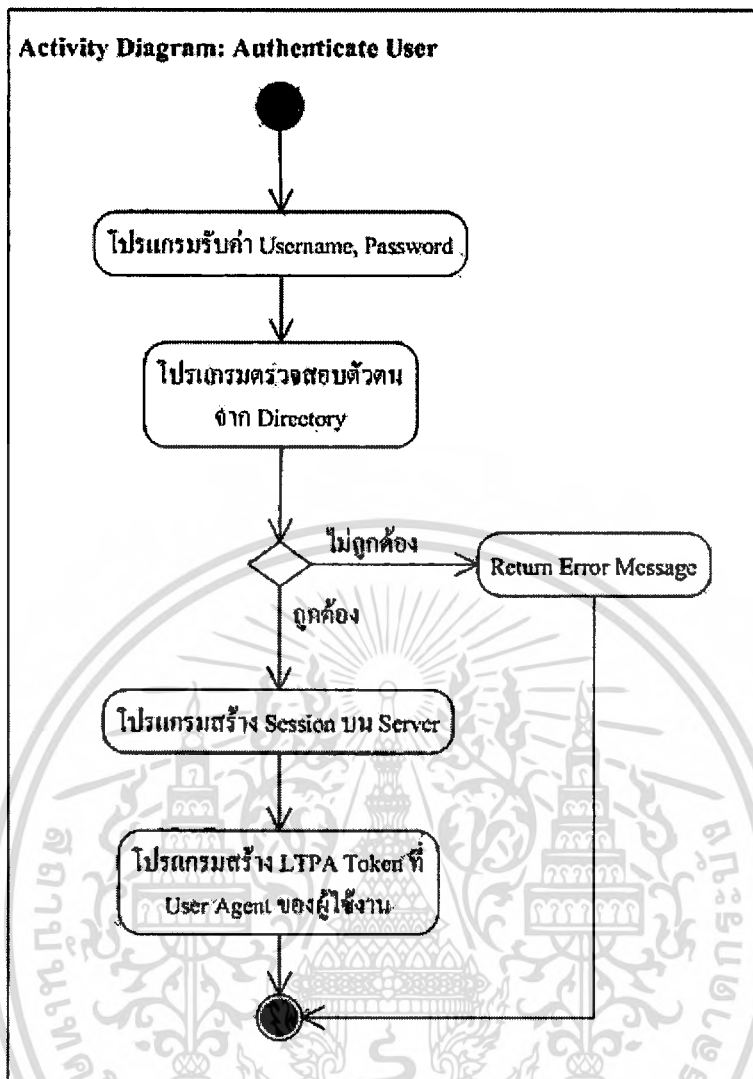 Activity Diagram: Authenticate User
โปรแกรมรับค่า Username, Password
โปรแกรมตรวจสอบตัวตน
จาก Directory
ไม่ถูกต้อง
Return Error Message
ถูกต้อง
โปรแกรมสร้าง Session บน Server
โปรแกรมสร้าง LTPA Token ที่
User Agent ของผู้ใช้งาน